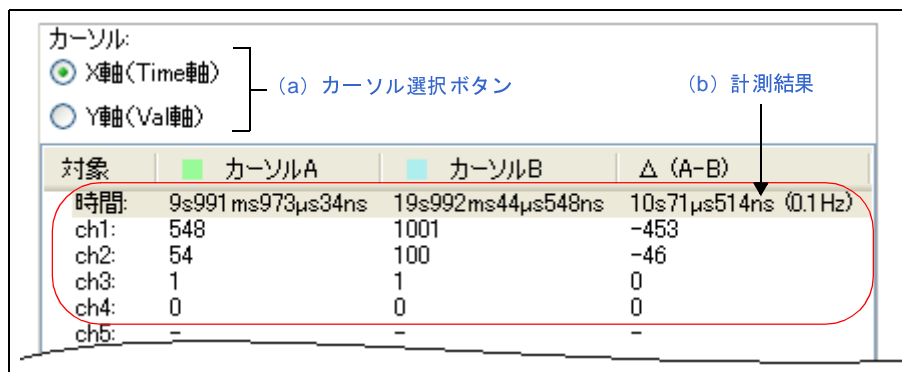 カーソル:
X軸(Time軸)
(a) カーソル選択ボタン
(b) 計測結果
Y軸(Val軸)
対象 カーソルA カーソルB Δ (A-B)
時間: 9s991ms973µs34ns 19s992ms44µs548ns 10s71µs514ns (0.1Hz)
ch1: 548 1001 -453
ch2: 54 100 -46
ch3: 1 1 0
ch4: 0 0 0
ch5: - - -